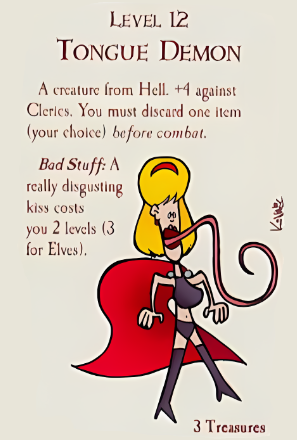 Level 12
Tongue Demon
A creature from Hell. +4 against
Clerics. You must discard one item
(your choice) before combat.
Bad Stuff: A
really disgusting
kiss costs
you 2 levels (3
for Elves).
3 Treasures